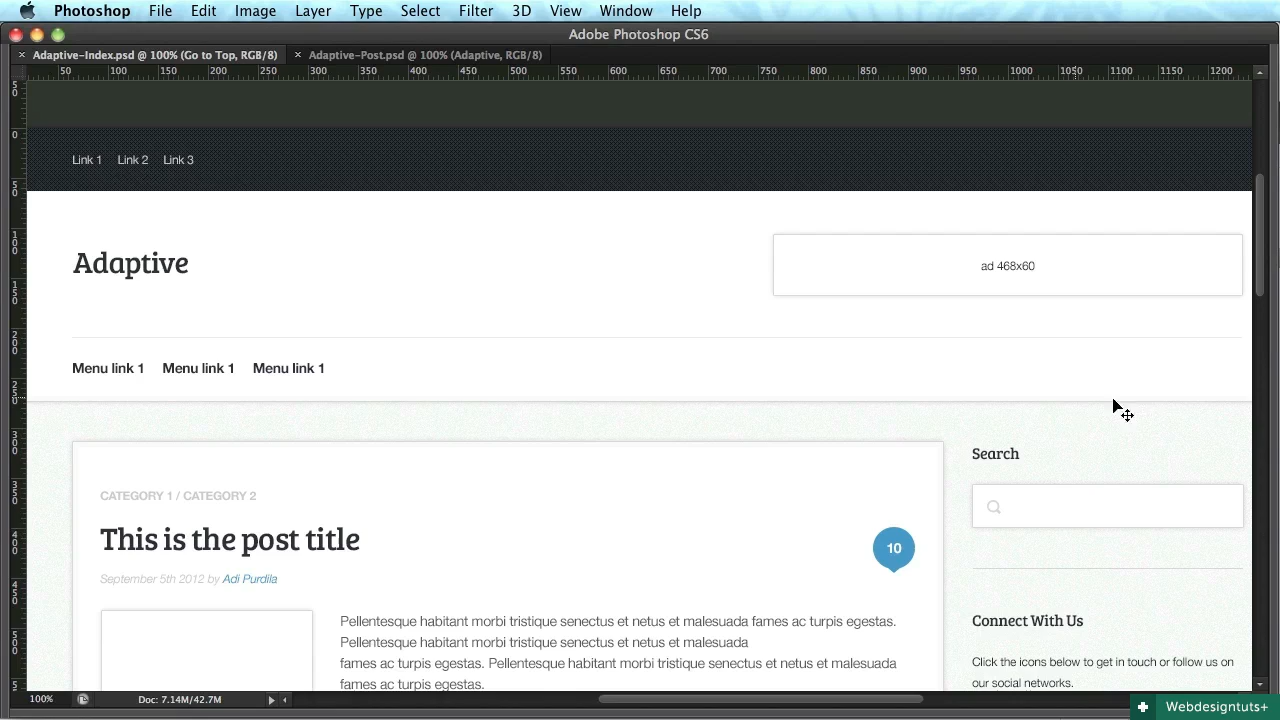 Photoshop File Edit Image Layer Type Select Filter 3D View Window Help
Adobe Photoshop CS6
× Adaptive-Index.psd @ 100% (Go to Top, RGB/8) × Adaptive-Post.psd @ 100% (Adaptive, RGB/8)
50 100 150 200 250 300 350 400 450 500 550 600 650 700 750 800 850 900 950 1000 1050 1100 1150 1200
Link 1 Link 2 Link 3
Adaptive
ad 468x60
Menu link 1 Menu link 1 Menu link 1
Search
CATEGORY 1 / CATEGORY 2
This is the post title
10
September 5th 2012 by Adi Purdila
Connect With Us
Pellentesque habitant morbi tristique senectus et netus et malesuada fames ac turpis egestas.
Pellentesque habitant morbi tristique senectus et netus et malesuada
fames ac turpis egestas. Pellentesque habitant morbi tristique senectus et netus et malesuada
fames ac turpis egestas.
Click the icons below to get in touch or follow us on
our social networks.
100% Doc: 7.14M/42.7M
Webdesigntuts+